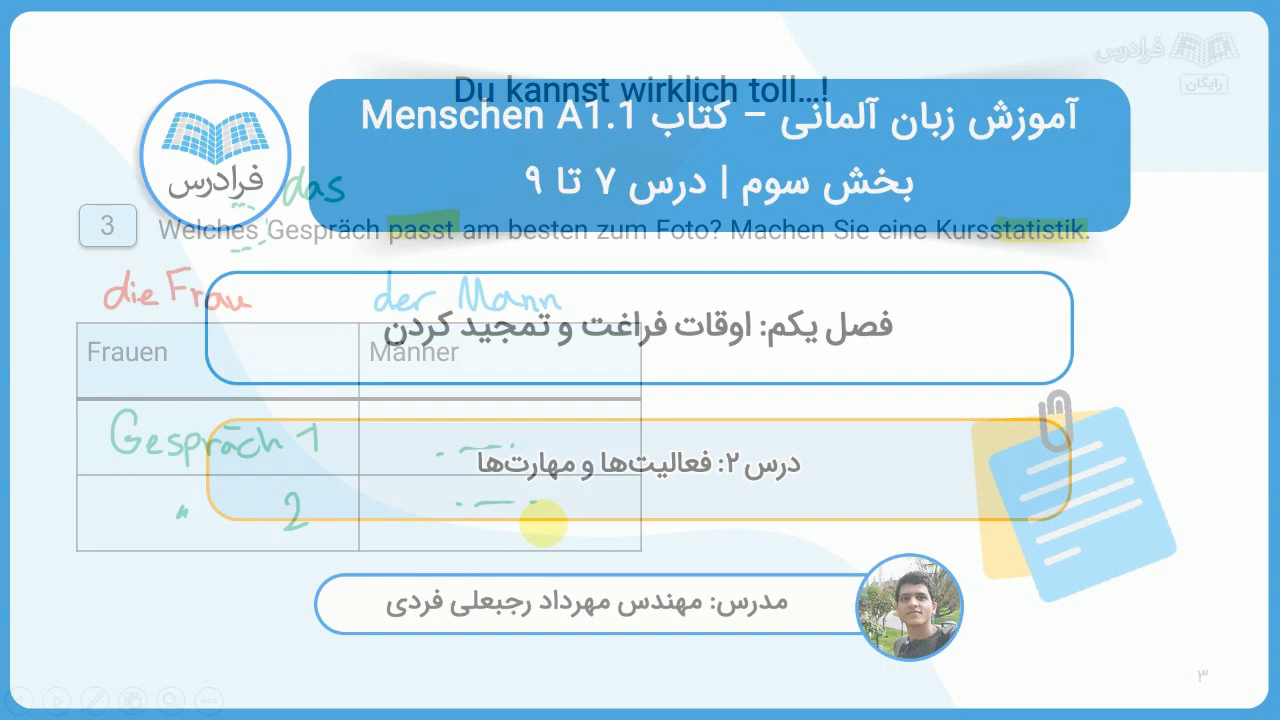 فرادرس
رایگان
Du kannst wirklich toll...!
آموزش زبان آلمانی – کتاب Menschen A1.1
بخش سوم | درس ۷ تا ۹
فرادرس
das
3
Welches Gespräch passt am besten zum Foto? Machen Sie eine Kursstatistik.
die Frau
der Mann
فصل یکم: اوقات فراغت و تمجید کردن
Frauen
Männer
Gespräch 1
درس ۲: فعالیت‌ها و مهارت‌ها
" 2
مدرس: مهندس مهرداد رجبعلی فردی
۳